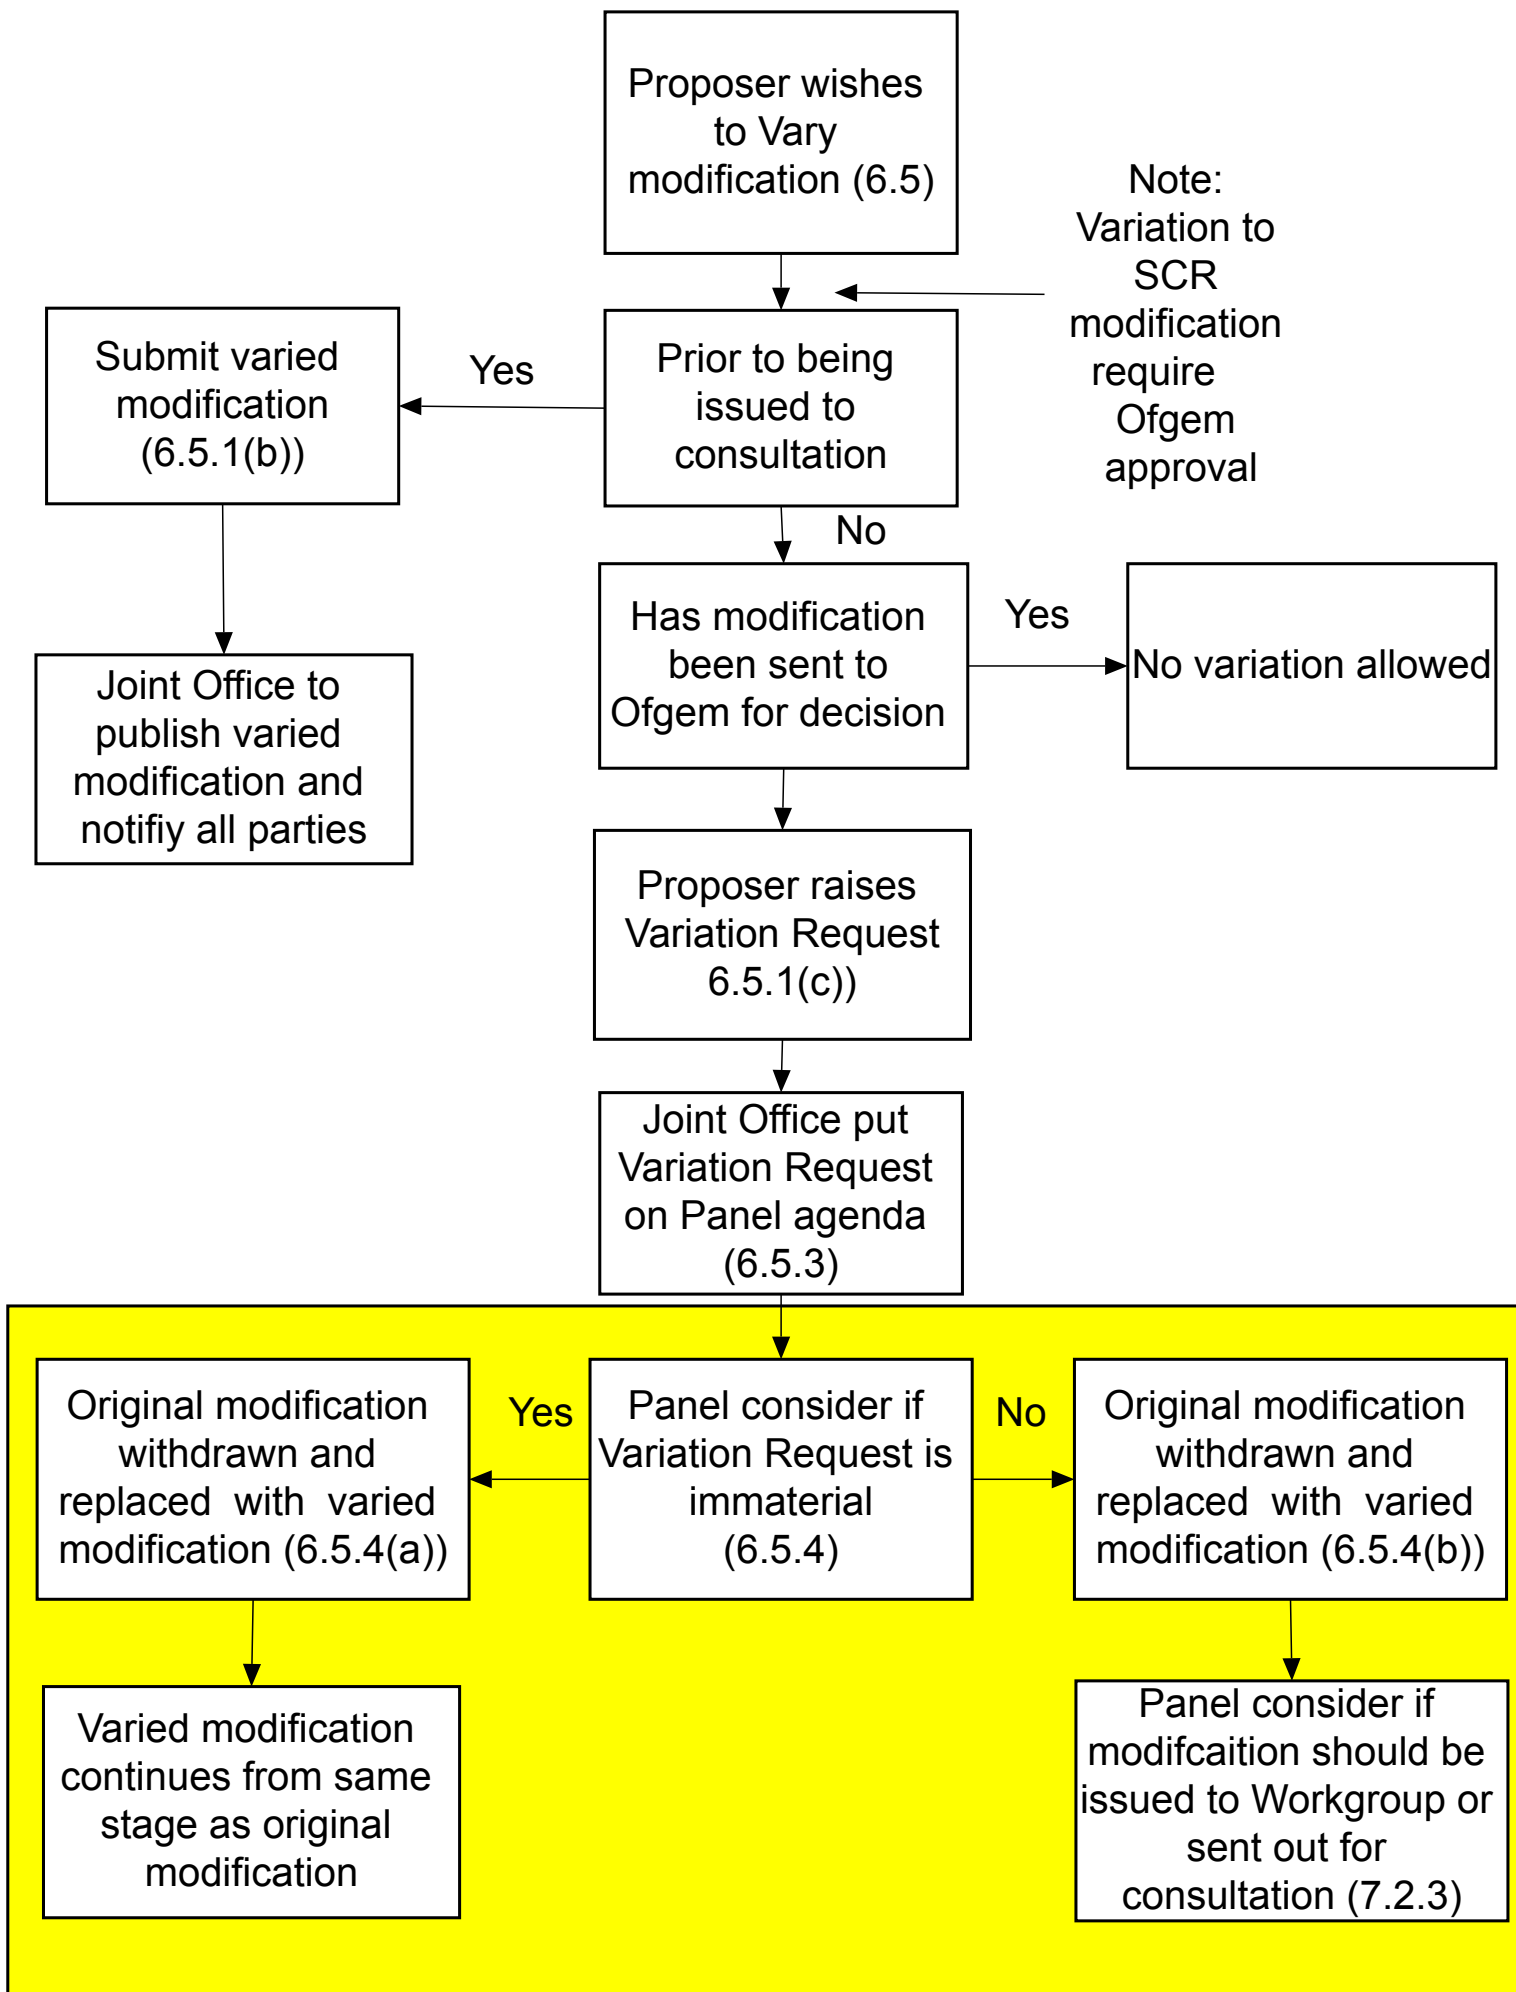 Proposer wishes
to Vary
modification (6.5)
Note:
Variation to
SCR
modification
require
Ofgem
approval
Prior to being
issued to
consultation
Yes
Submit varied
modification
(6.5.1(b))
Joint Office to
publish varied
modification and
notifiy all parties
No
Has modification
been sent to
Ofgem for decision
Yes
No variation allowed
Proposer raises
Variation Request
6.5.1(c))
Joint Office put
Variation Request
on Panel agenda
(6.5.3)
Panel consider if
Variation Request is
immaterial
(6.5.4)
Yes
Original modification
withdrawn and
replaced with varied
modification (6.5.4(a))
Varied modification
continues from same
stage as original
modification
No
Original modification
withdrawn and
replaced with varied
modification (6.5.4(b))
Panel consider if
modifcaition should be
issued to Workgroup or
sent out for
consultation (7.2.3)